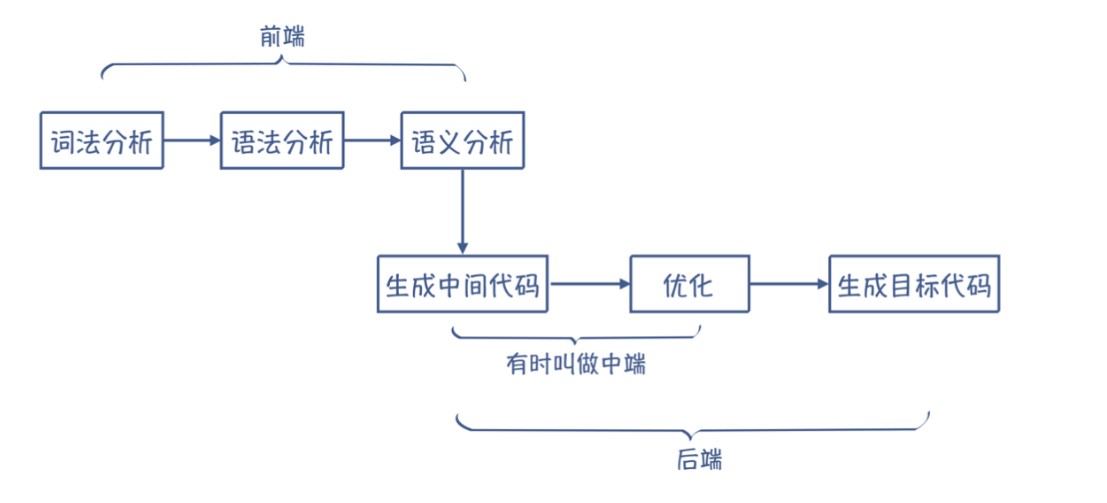 前端
词法分析
语法分析
语义分析
生成中间代码
优化
生成目标代码
有时叫做中端
后端